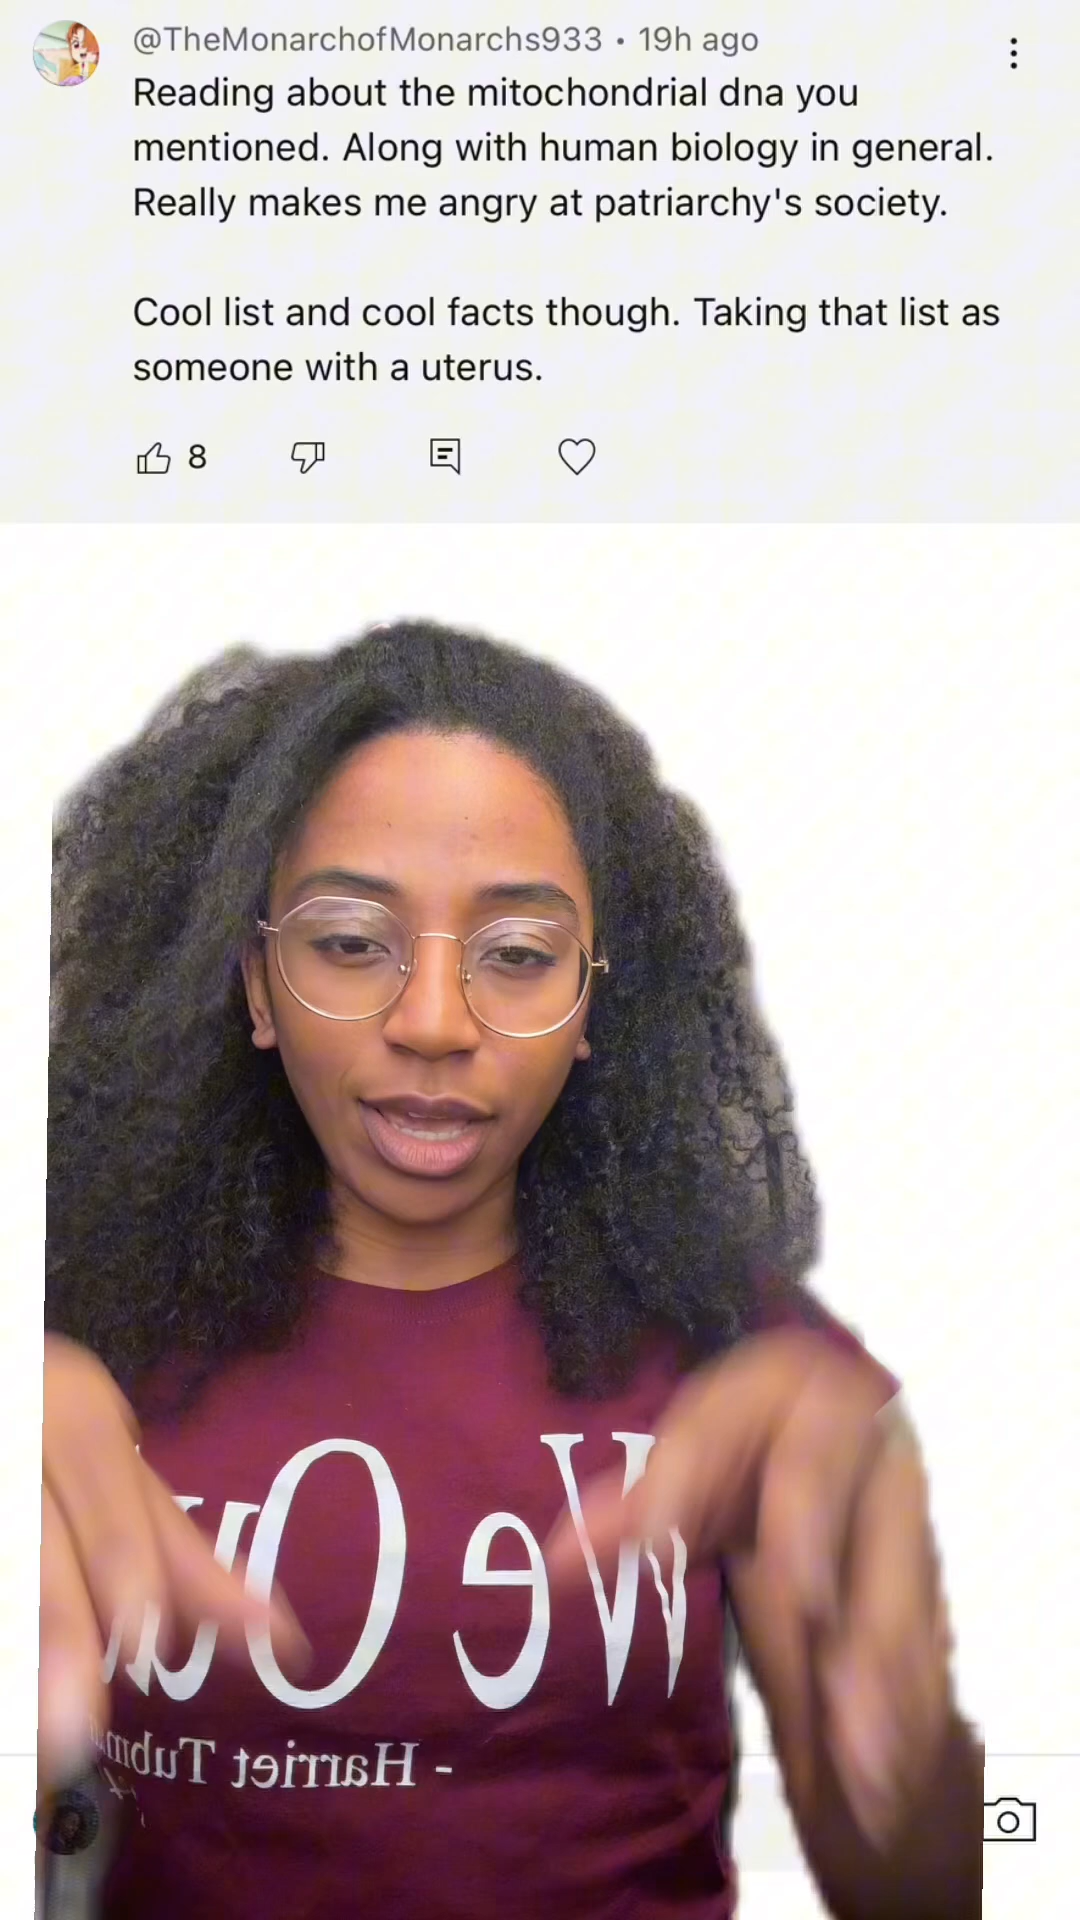 @TheMonarchofMonarchs933 • 19h ago
Reading about the mitochondrial dna you
mentioned. Along with human biology in general.
Really makes me angry at patriarchy's society.
Cool list and cool facts though. Taking that list as
someone with a uterus.
8
We
- Harriet